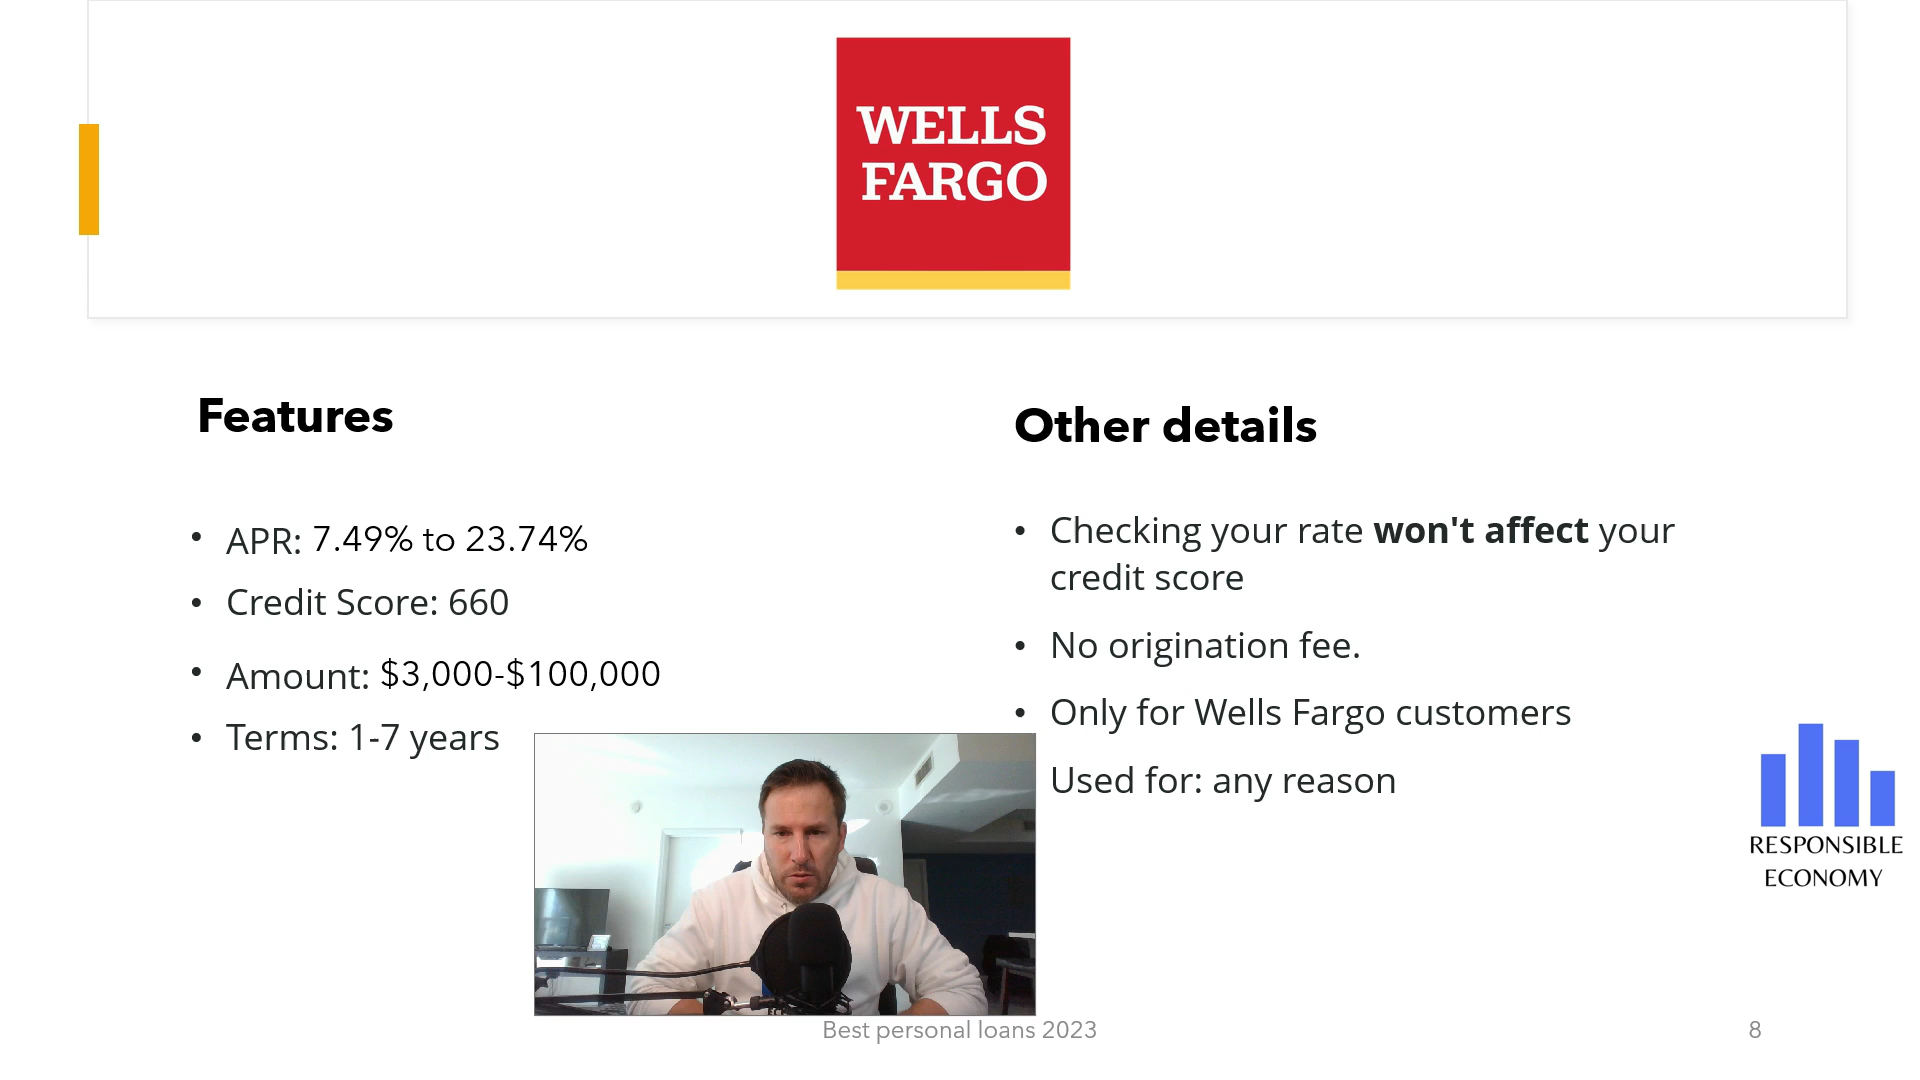 WELLS
FARGO
Features
• APR: 7.49% to 23.74%
• Credit Score: 660
• Amount: $3,000-$100,000
• Terms: 1-7 years
Other details
• Checking your rate won't affect your
credit score
• No origination fee.
• Only for Wells Fargo customers
Used for: any reason
RESPONSIBLE
ECONOMY
Best personal loans 2023
8